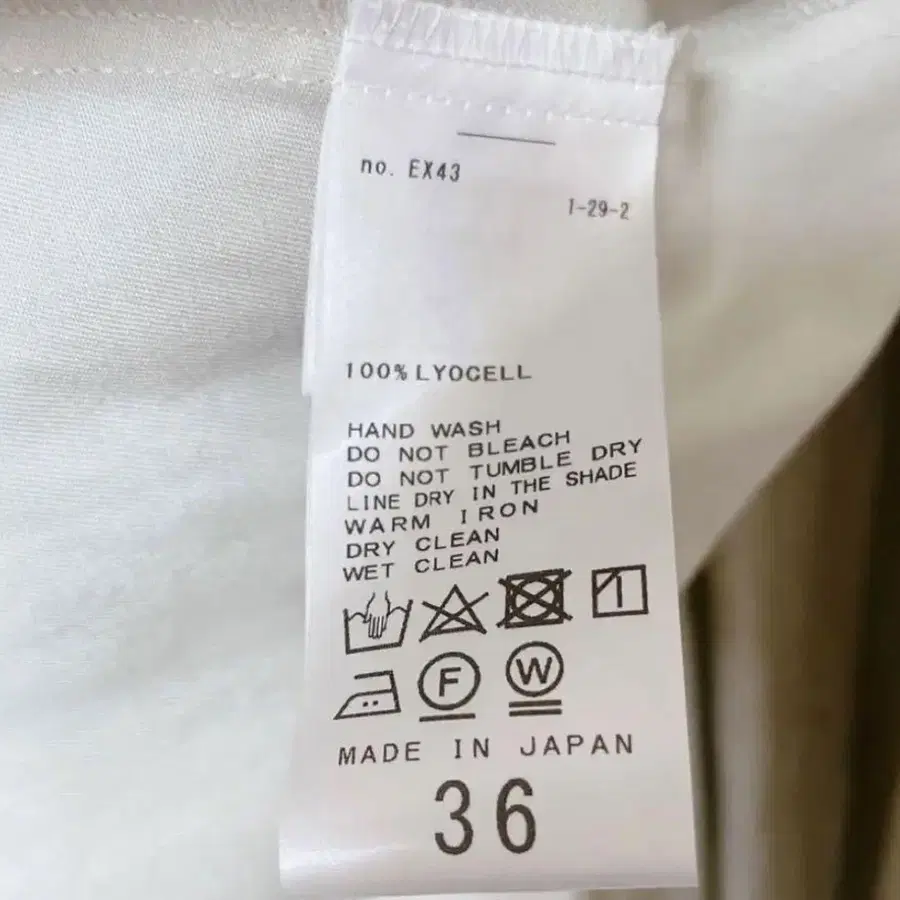 no. EX43
1-29-2
100% LYOCELL
HAND WASH
DO NOT BLEACH
DO NOT TUMBLE DRY
LINE DRY IN THE SHADE
WARM IRON
DRY CLEAN
WET CLEAN
F W
MADE IN JAPAN
36